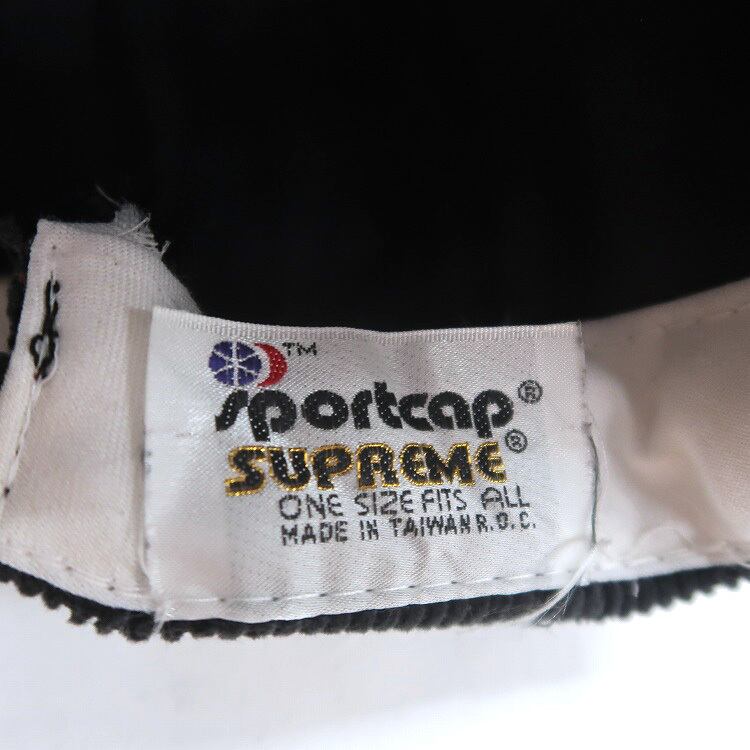 TM
sportcap®
SUPREME®
ONE SIZE FITS ALL
MADE IN TAIWAN R.O.C.